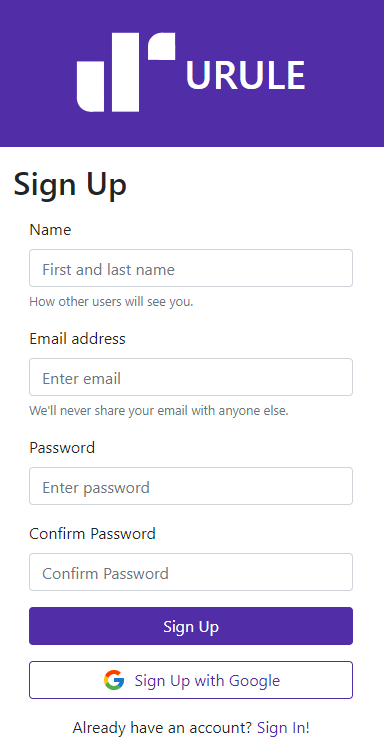 URULE
Sign Up
Name
First and last name
How other users will see you.
Email address
Enter email
We'll never share your email with anyone else.
Password
Enter password
Confirm Password
Confirm Password
Sign Up
Sign Up with Google
Already have an account? Sign In!